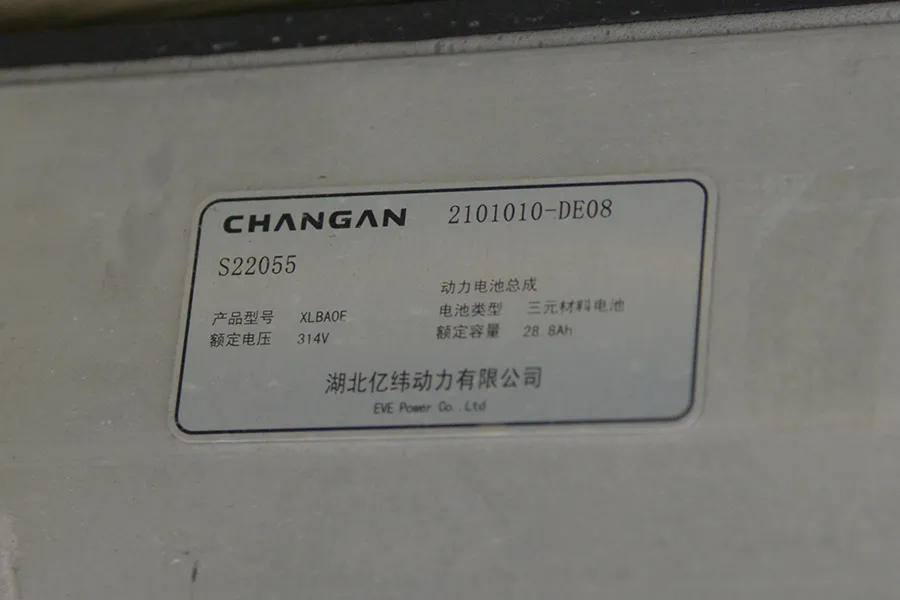 CHANGAN 2101010-DE08
S22055
动力电池总成
产品型号 XLBA0E 电池类型 三元材料电池
额定电压 314V 额定容量 28.8Ah
湖北亿纬动力有限公司
EVE Power Co.,Ltd